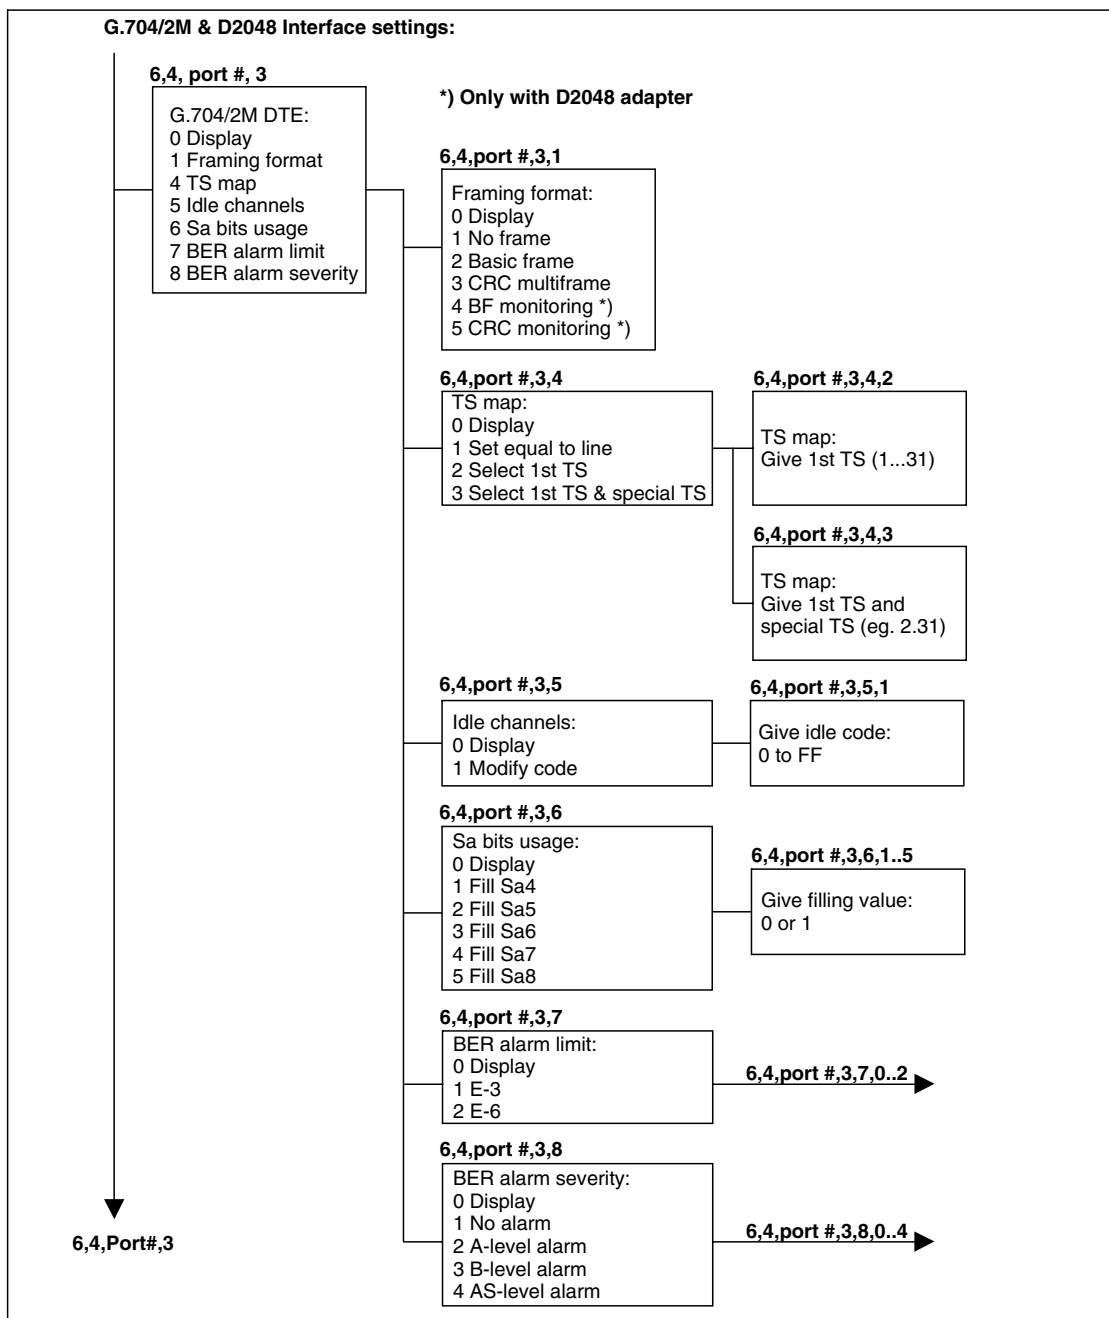 G.704/2M & D2048 Interface settings:
6,4, port #, 3
G.704/2M DTE:
0 Display
1 Framing format
4 TS map
5 Idle channels
6 Sa bits usage
7 BER alarm limit
8 BER alarm severity
*) Only with D2048 adapter
6,4,port #,3,1
Framing format:
0 Display
1 No frame
2 Basic frame
3 CRC multiframe
4 BF monitoring *)
5 CRC monitoring *)
6,4,port #,3,4
TS map:
0 Display
1 Set equal to line
2 Select 1st TS
3 Select 1st TS & special TS
6,4,port #,3,4,2
TS map:
Give 1st TS (1...31)
6,4,port #,3,4,3
TS map:
Give 1st TS and
special TS (eg. 2.31)
6,4,port #,3,5
Idle channels:
0 Display
1 Modify code
6,4,port #,3,5,1
Give idle code:
0 to FF
6,4,port #,3,6
Sa bits usage:
0 Display
1 Fill Sa4
2 Fill Sa5
3 Fill Sa6
4 Fill Sa7
5 Fill Sa8
6,4,port #,3,6,1..5
Give filling value:
0 or 1
6,4,port #,3,7
BER alarm limit:
0 Display
1 E-3
2 E-6
6,4,port #,3,7,0..2
6,4,port #,3,8
BER alarm severity:
0 Display
1 No alarm
2 A-level alarm
3 B-level alarm
4 AS-level alarm
6,4,port #,3,8,0..4
6,4,Port#,3